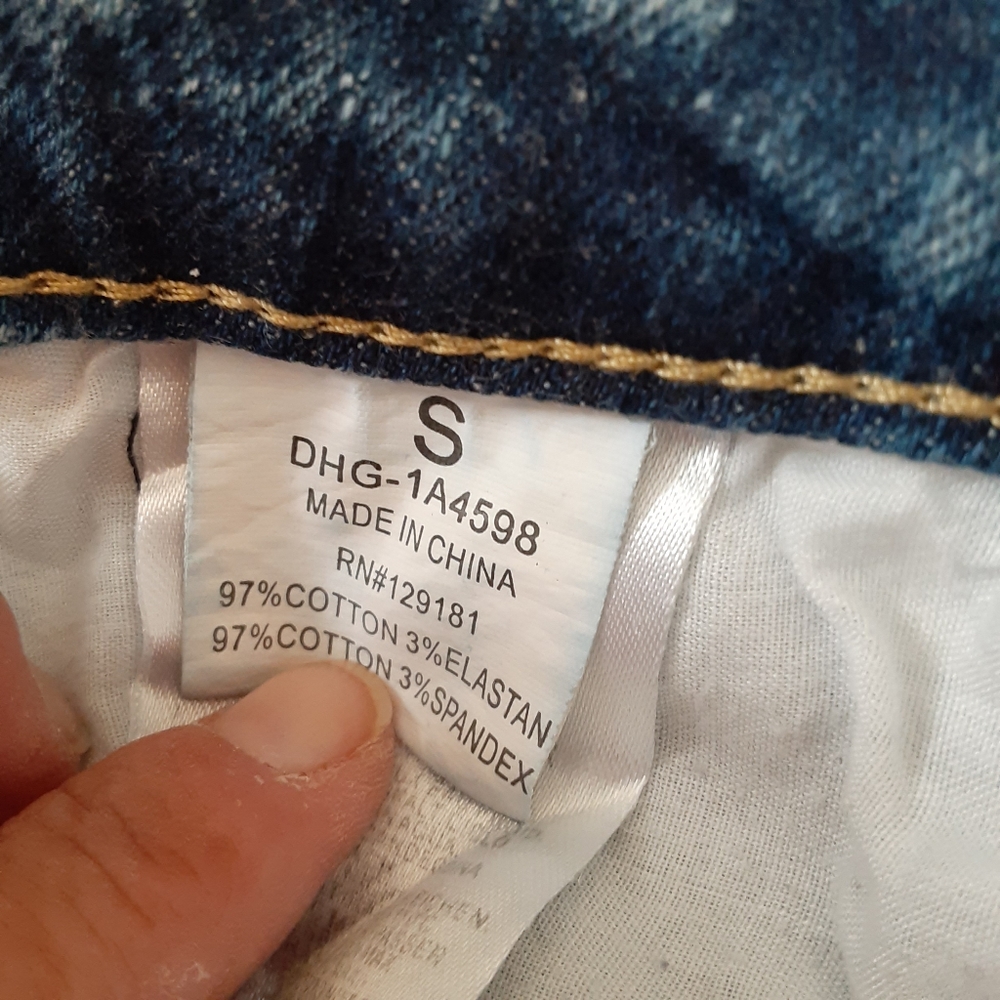 S
DHG-1A4598
MADE IN CHINA
RN#129181
97%COTTON 3%ELASTAN
97%COTTON 3%SPANDEX